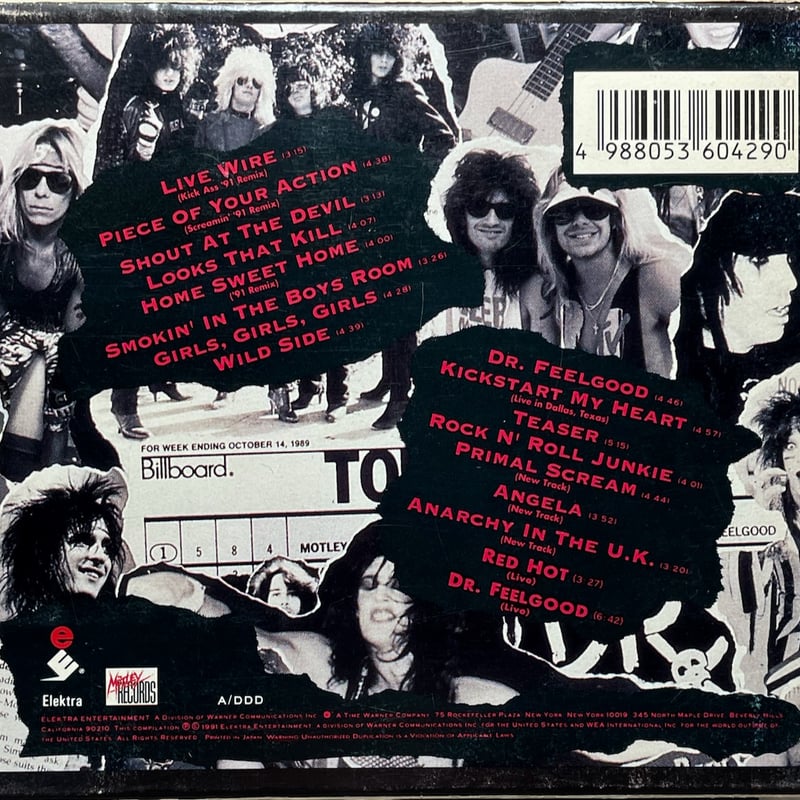 4 988053 604290
LIVE WIRE (3:15)
(Kick Ass '91 Remix)
PIECE OF YOUR ACTION (4:38)
(Screamin' '91 Remix)
SHOUT AT THE DEVIL (3:13)
LOOKS THAT KILL (4:07)
HOME SWEET HOME (4:00)
('91 Remix)
SMOKIN' IN THE BOYS ROOM (3:26)
GIRLS, GIRLS, GIRLS (4:28)
WILD SIDE (4:39)
DR. FEELGOOD (4:46)
KICKSTART MY HEART (4:57)
(Live in Dallas, Texas)
TEASER (5:15)
ROCK N' ROLL JUNKIE (4:01)
PRIMAL SCREAM (4:44)
(New Track)
ANGELA (3:52)
(New Track)
ANARCHY IN THE U.K. (3:20)
(New Track)
RED HOT (3:27)
(Live)
DR. FEELGOOD (6:42)
(Live)
FOR WEEK ENDING OCTOBER 14, 1989
Billboard. TO
1 5 8 4 MOTLEY
EELGOOD
e
Elektra
MÖTLEY RECORDS
A/DDD
ELEKTRA ENTERTAINMENT A DIVISION OF WARNER COMMUNICATIONS INC A TIME WARNER COMPANY 75 ROCKEFELLER PLAZA NEW YORK NEW YORK 10019 345 NORTH MAPLE DRIVE BEVERLY HILLS
CALIFORNIA 90210 THIS COMPILATION ℗ © 1991 ELEKTRA ENTERTAINMENT A DIVISION OF WARNER COMMUNICATIONS INC FOR THE UNITED STATES AND WEA INTERNATIONAL INC FOR THE WORLD OUTSIDE OF
THE UNITED STATES ALL RIGHTS RESERVED PRINTED IN JAPAN WARNING UNAUTHORIZED DUPLICATION IS A VIOLATION OF APPLICABLE LAWS